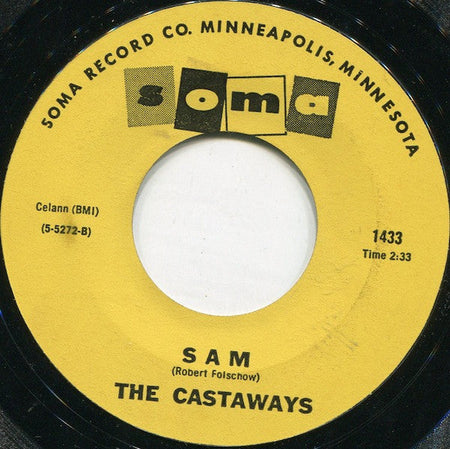 SOMA RECORD CO. MINNEAPOLIS, MINNESOTA
soma
Celann (BMI)
(5-5272-B)
1433
Time 2:33
SAM
(Robert Folschow)
THE CASTAWAYS